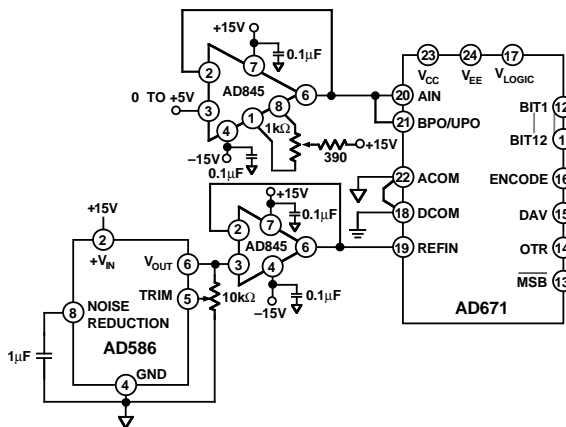 +15V
0.1µF
7
2
AD845
6
0 TO +5V
3
8
1
4
1kΩ
390
+15V
–15V
0.1µF
23
24
17
VCC
VEE
VLOGIC
20
AIN
21
BPO/UPO
22
ACOM
18
DCOM
19
REFIN
BIT1
12
BIT12
1
ENCODE
16
DAV
15
OTR
14
MSB
13
AD671
+15V
0.1µF
7
2
AD845
6
3
4
–15V
0.1µF
+15V
2
+VIN
VOUT
6
TRIM
5
10kΩ
8
NOISE
REDUCTION
AD586
1µF
4
GND